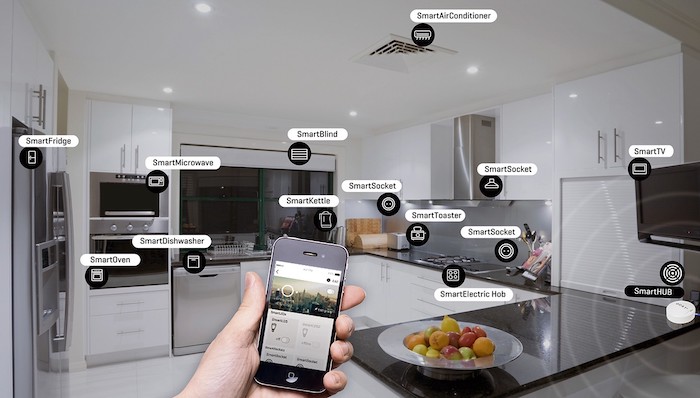 SmartAirConditioner
SmartFridge
SmartBlind
SmartMicrowave
SmartSocket
SmartTV
SmartSocket
SmartKettle
SmartToaster
SmartSocket
SmartDishwasher
SmartOven
SmartElectric Hob
SmartHUB